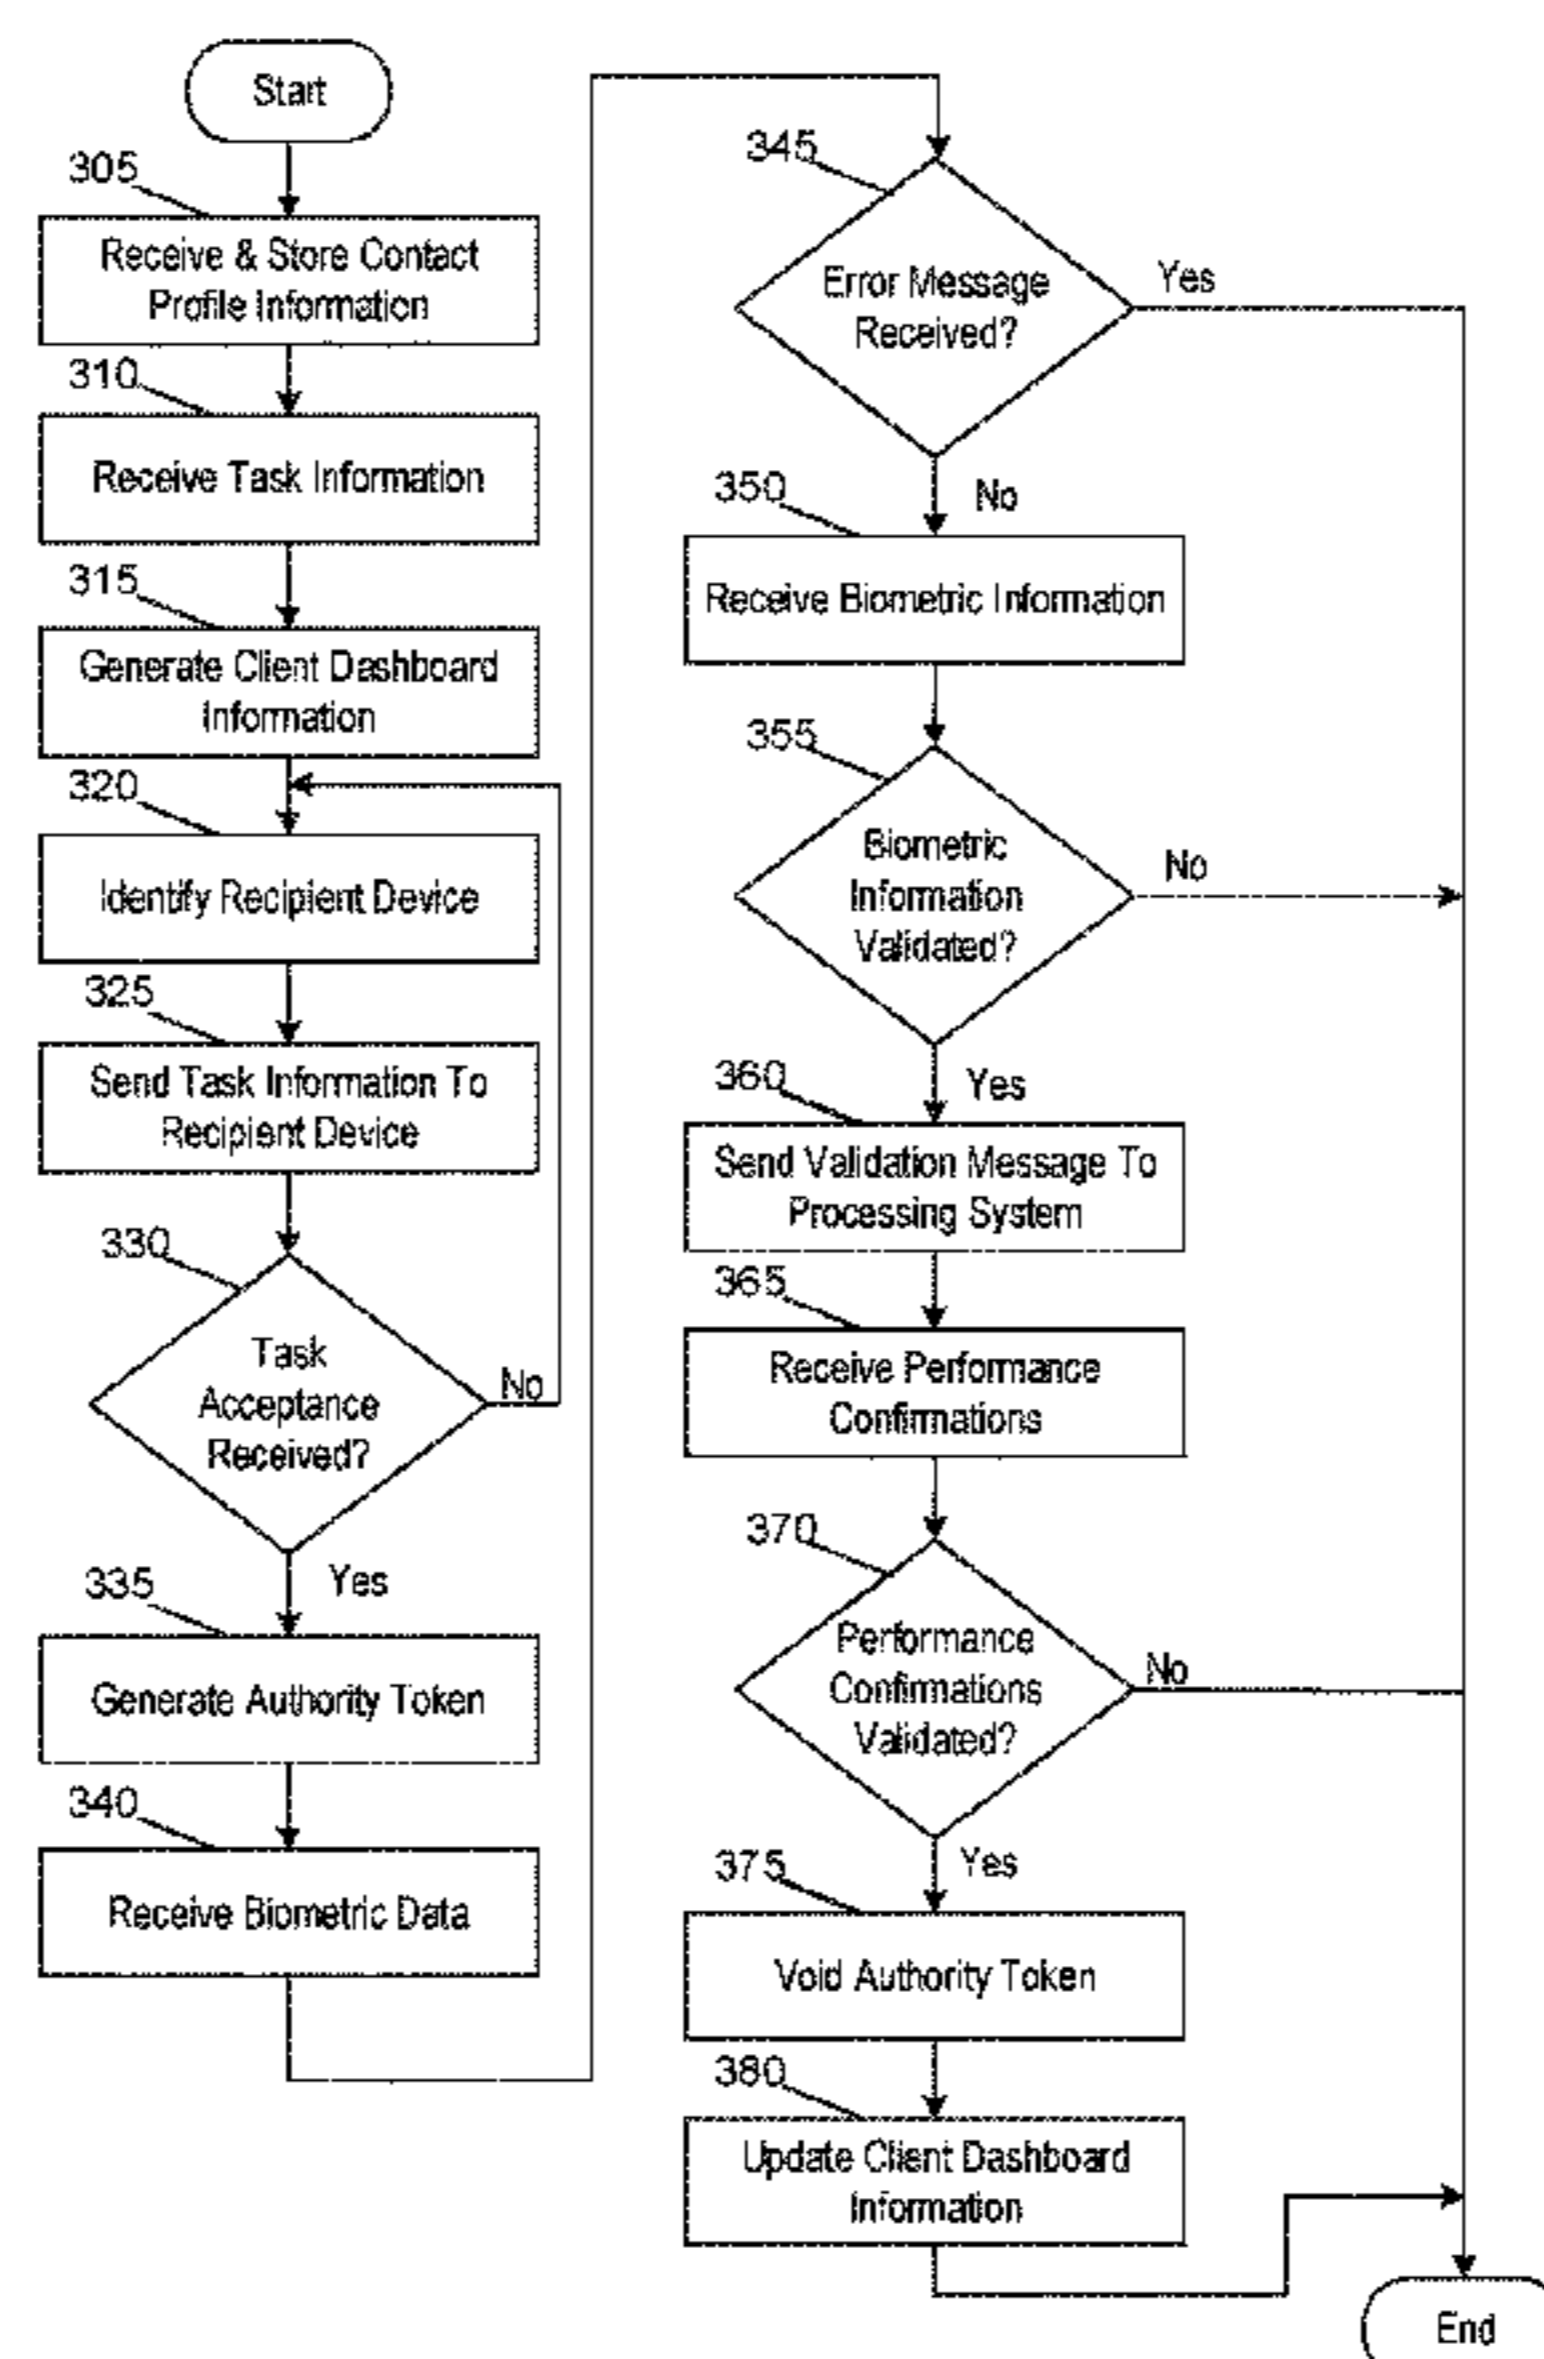 Start
305
Receive & Store Contact
Profile Information
310
Receive Task Information
315
Generate Client Dashboard
Information
320
Identify Recipient Device
325
Send Task Information To
Recipient Device
330
Task
Acceptance
Received?
No
Yes
335
Generate Authority Token
340
Receive Biometric Data
345
Error Message
Received?
Yes
No
350
Receive Biometric Information
355
Biometric
Information
Validated?
No
Yes
360
Send Validation Message To
Processing System
365
Receive Performance
Confirmations
370
Performance
Confirmations
Validated?
No
Yes
375
Void Authority Token
380
Update Client Dashboard
Information
End